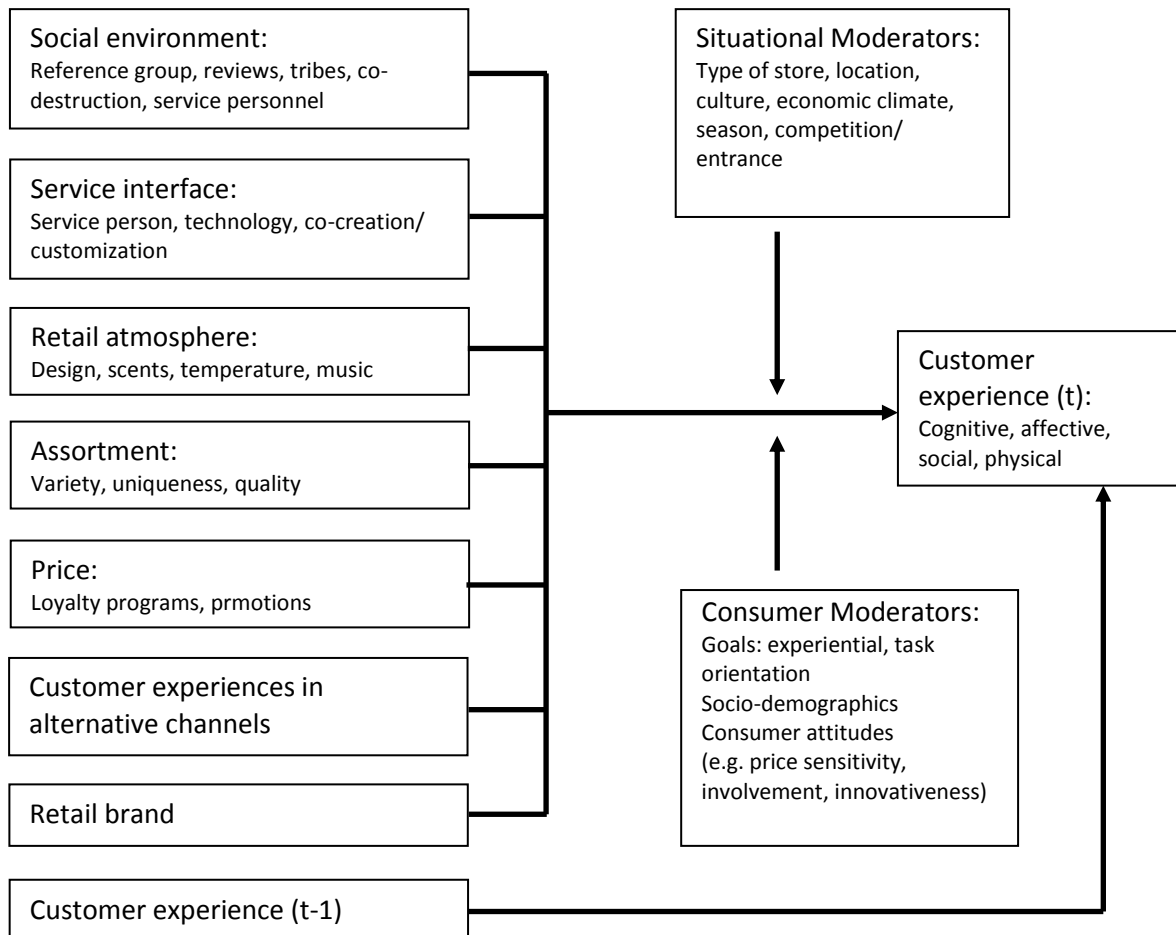 Social environment:
Reference group, reviews, tribes, co-
destruction, service personnel
Service interface:
Service person, technology, co-creation/
customization
Retail atmosphere:
Design, scents, temperature, music
Assortment:
Variety, uniqueness, quality
Price:
Loyalty programs, prmotions
Customer experiences in
alternative channels
Retail brand
Customer experience (t-1)
Situational Moderators:
Type of store, location,
culture, economic climate,
season, competition/
entrance
Consumer Moderators:
Goals: experiential, task
orientation
Socio-demographics
Consumer attitudes
(e.g. price sensitivity,
involvement, innovativeness)
Customer
experience (t):
Cognitive, affective,
social, physical